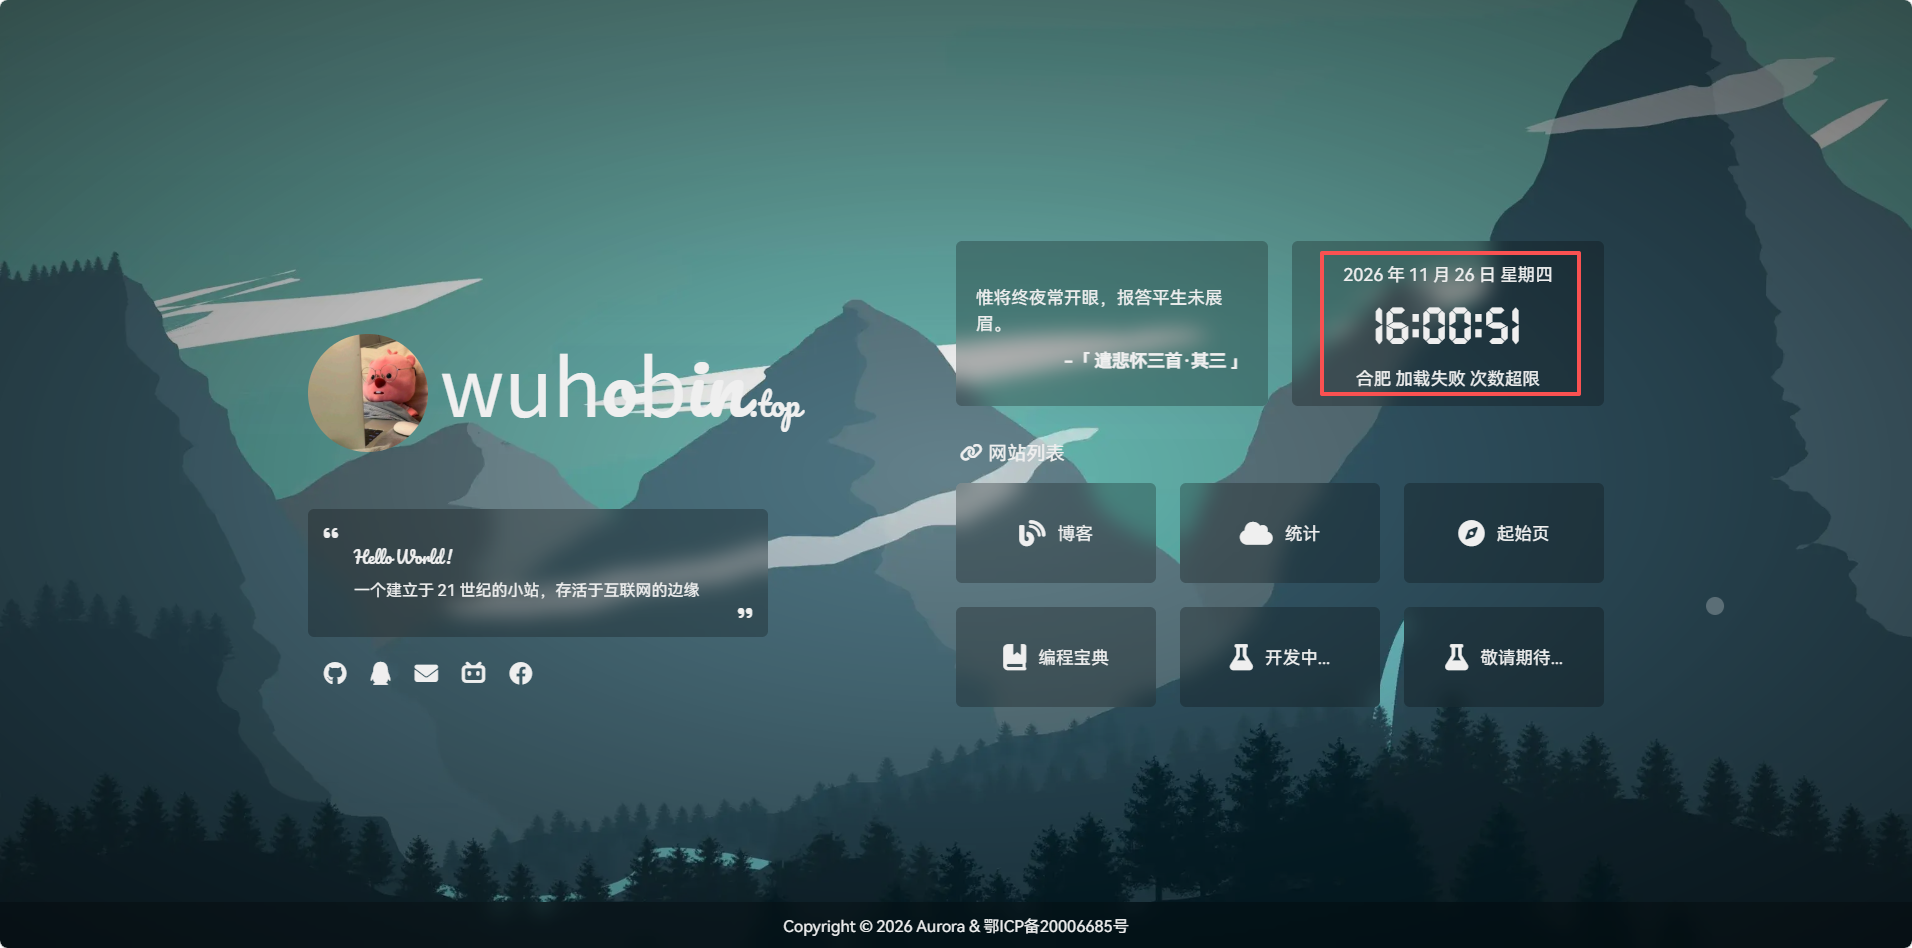 惟将终夜常开眼，报答平生未展
眉。
-「 遣悲怀三首·其三 」
2026 年 11 月 26 日 星期四
16:00:51
合肥 加载失败 次数超限
wuhobin.top
网站列表
博客
统计
起始页
编程宝典
开发中...
敬请期待...
“
Hello World!
一个建立于 21 世纪的小站，存活于互联网的边缘
”
Copyright © 2026 Aurora & 鄂ICP备20006685号